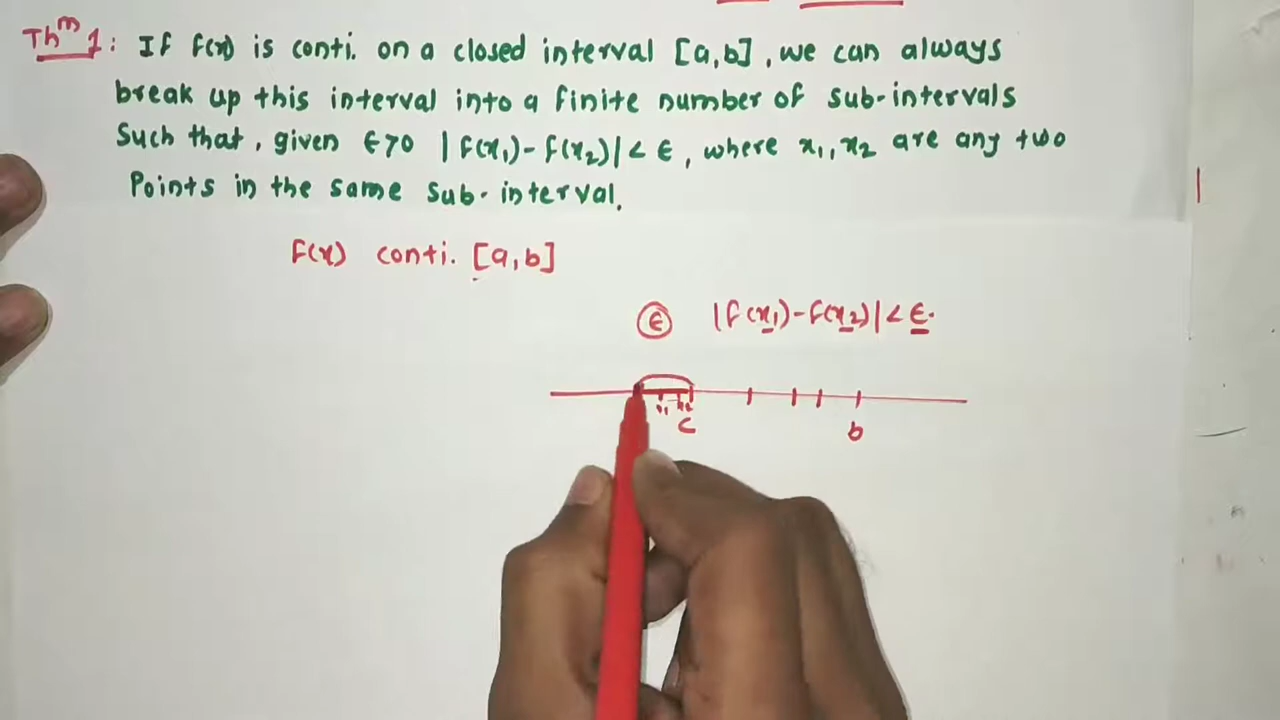 Thm 1: If f(x) is conti. on a closed interval [a,b], we can always
break up this interval into a finite number of sub-intervals
Such that, given ϵ>0 |f(x₁)-f(x₂)|<ϵ, where x₁,x₂ are any two
Points in the same sub-interval.
f(x) conti. [a,b]
ϵ |f(x₁)-f(x₂)|<ϵ.
x₁ x₂
c b